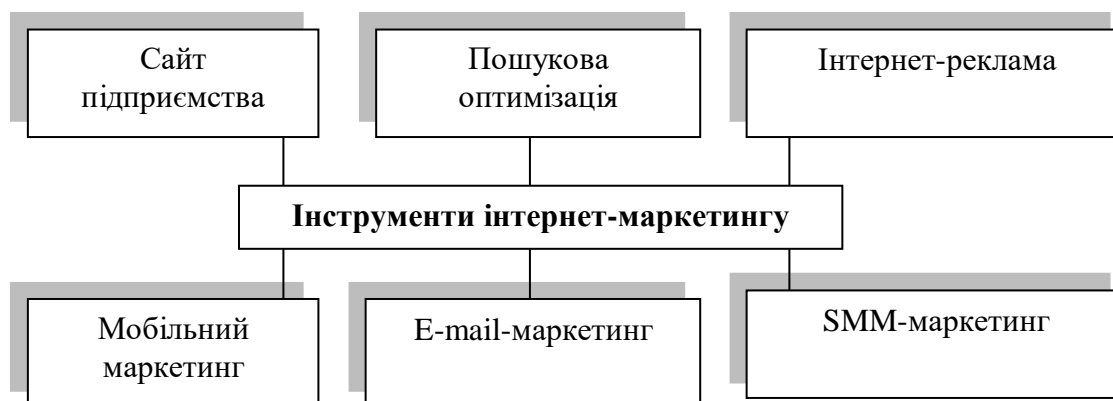 Сайт
підприємства
Пошукова
оптимізація
Інтернет-реклама
Інструменти інтернет-маркетингу
Мобільний
маркетинг
E-mail-маркетинг
SMM-маркетинг